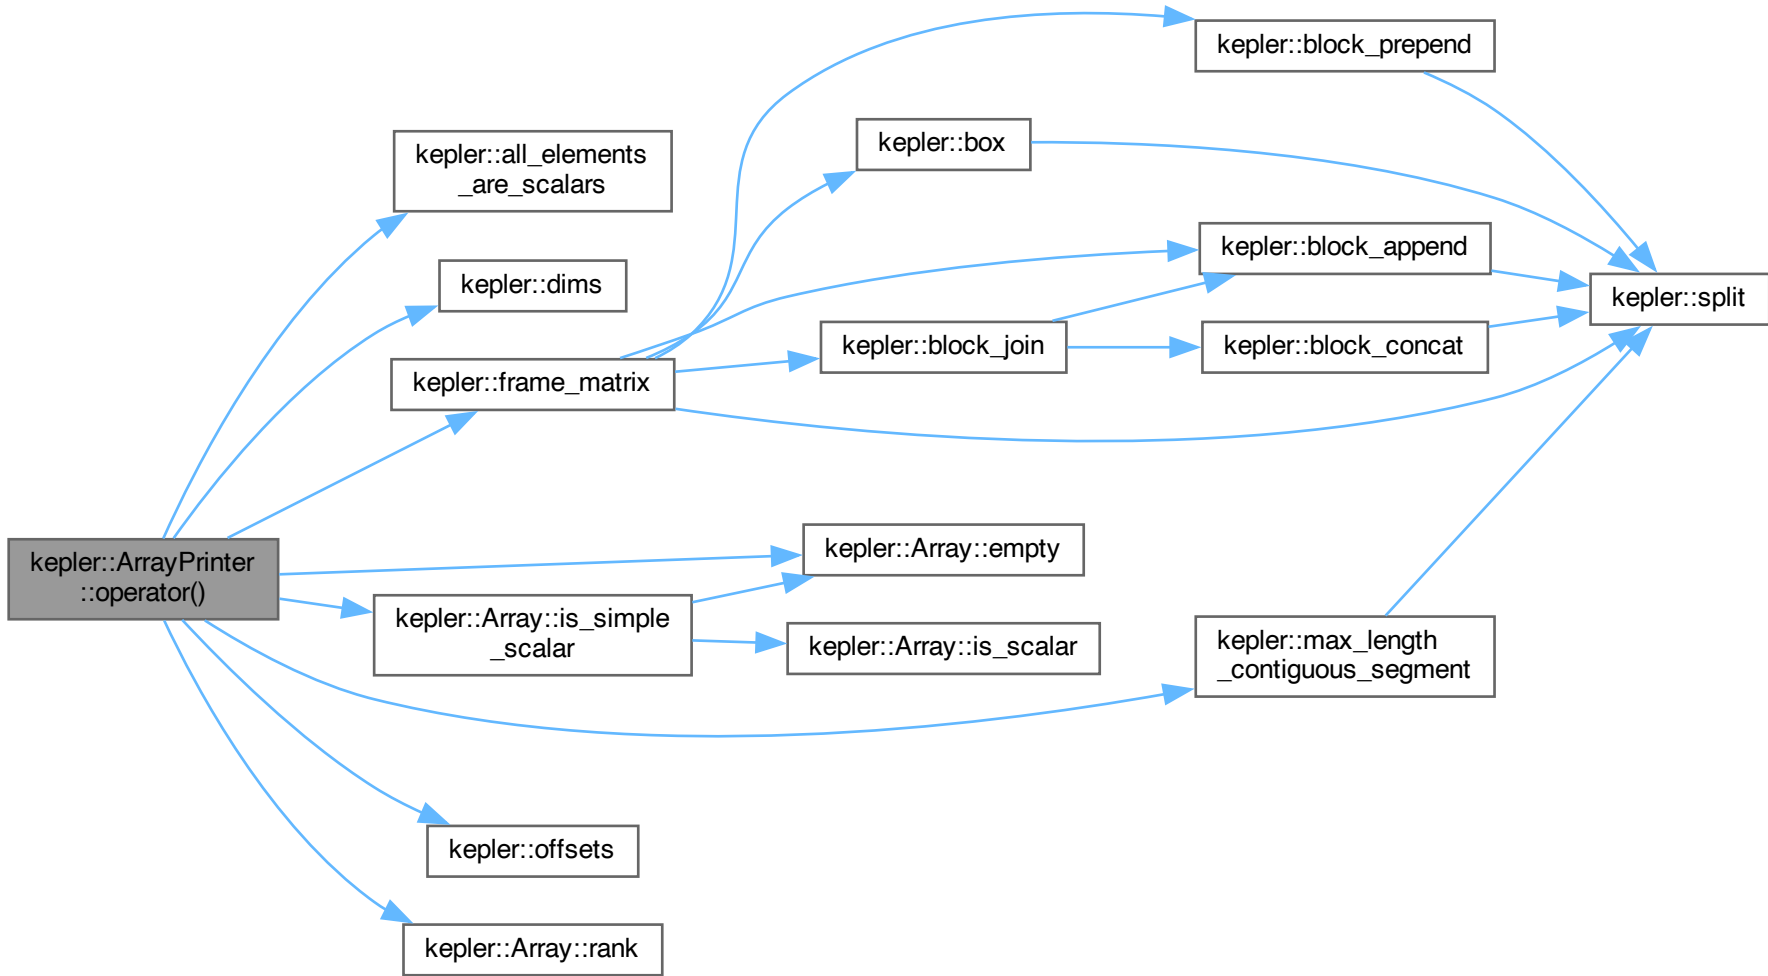 kepler::block_prepend
kepler::all_elements
_are_scalars
kepler::box
kepler::block_append
kepler::dims
kepler::split
kepler::block_join
kepler::block_concat
kepler::frame_matrix
kepler::ArrayPrinter
::operator()
kepler::Array::empty
kepler::Array::is_simple
_scalar
kepler::Array::is_scalar
kepler::max_length
_contiguous_segment
kepler::offsets
kepler::Array::rank